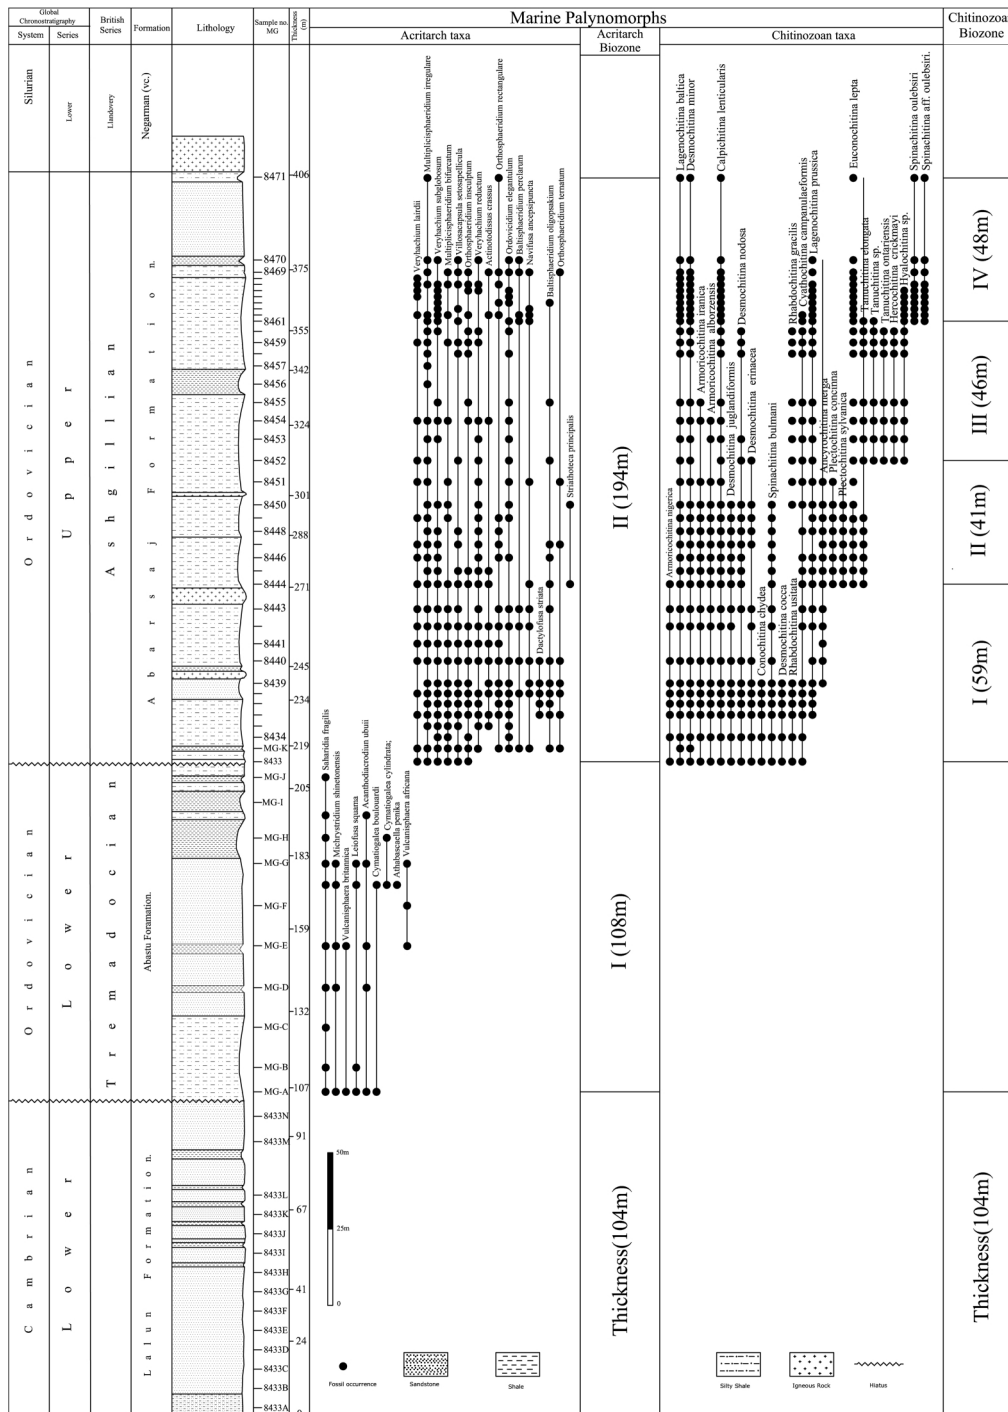 Global Chronostratigraphy
System
Series
British Series
Formation
Lithology
Sample no. MG
Thickness (m)
Marine Palynomorphs
Acritarch taxa
Acritarch Biozone
Chitinozoan taxa
Chitinozoa Biozone
Silurian
Lower
Llandovery
Negarman (vc.)
Ordovician
Upper
Ashgillian
Abarsaj Formation.
Ordovician
Lower
Tremadocian
Abastu Foramation.
Cambrian
Lower
Lalun Formation.
8471
8470
8469
8461
8459
8457
8456
8455
8454
8453
8452
8451
8450
8448
8446
8444
8443
8441
8440
8439
8434
MG-K
8433
MG-J
MG-I
MG-H
MG-G
MG-F
MG-E
MG-D
MG-C
MG-B
MG-A
8433N
8433M
8433L
8433K
8433J
8433I
8433H
8433G
8433F
8433E
8433D
8433C
8433B
8433A
406
375
355
342
324
301
288
271
245
234
219
205
183
159
132
107
91
67
41
24
0
Saharidia fragilis
Michrystridium shinetonensis
Vulcanisphaera britannica
Leiofusa squama
Acanthodiacrodiun ubuii
Cymatiogalea boulouardi
Cymatiogalea cylindrata;
Athabascaella penika
Vulcanisphaera africana
Veryhachium lairdii
Multiplicisphaeridium irregulare
Veryhachium subglobosum
Multiplicisphaeridium bifurcatum
Villosacapsula setosapellicula
Orthosphaeridium insculptum
Veryhachium reductum
Actinotodissus crassus
Orthosphaeridium rectangulare
Ordovicidium elegantulum
Baltisphaeridium perclarum
Navifusa ancepsipuncta
Dactylofusa striata
Baltisphaeridium oligopsakium
Orthosphaeridium ternatum
Striathoteca principalis
II (194m)
I (108m)
Thickness(104m)
Armoricochitina nigerica
Lagenochitina baltica
Desmochitina minor
Armoricochitina iranica
Armoricochitina alborzensis
Calpichitina lenticularis
Desmochitina juglandiformis
Desmochitina nodosa
Desmochitina erinacea
Conochitina chydea
Spinachitina bulmani
Desmochitina cocca
Rhabdochitina usitata
Rhabdochitina gracilis
Cyathochitina campanulaeformis
Lagenochitina prussica
Ancyrochitina merga
Plectochitina concinna
Plectochitina sylvanica
Euconochitina lepta
Tanuchitina elongata
Tanuchitina sp.
Tanuchitina ontariensis
Hercochitina crickmayi
Hyalochitina sp.
Spinachitina oulebsiri
Spinachitina aff. oulebsiri.
IV (48m)
III (46m)
II (41m)
I (59m)
Thickness(104m)
50m
25m
0
Fossil occurrence
Sandstone
Shale
Silty Shale
Igneous Rock
Hiatus